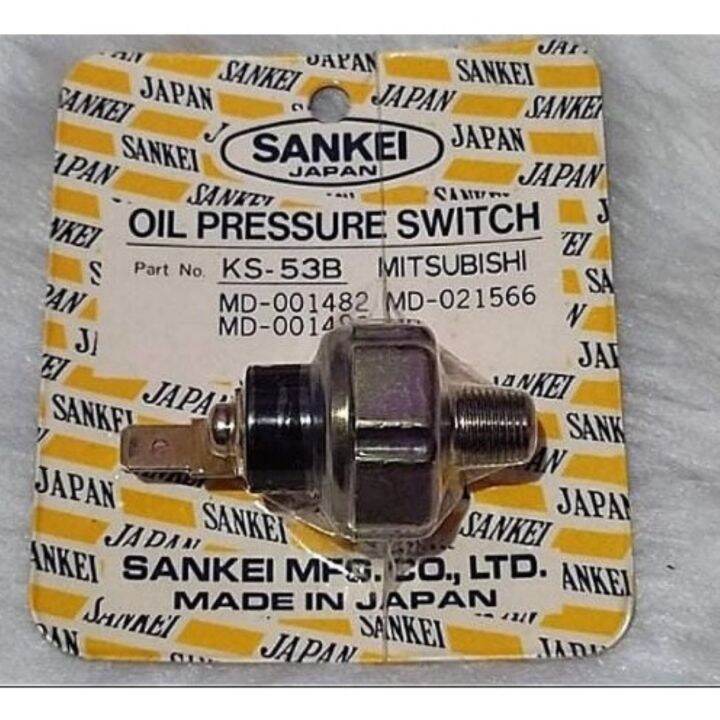 SANKEI
JAPAN
OIL PRESSURE SWITCH
Part No. KS-53B MITSUBISHI
MD-001482 MD-021566
SANKEI MFG. CO., LTD.
MADE IN JAPAN